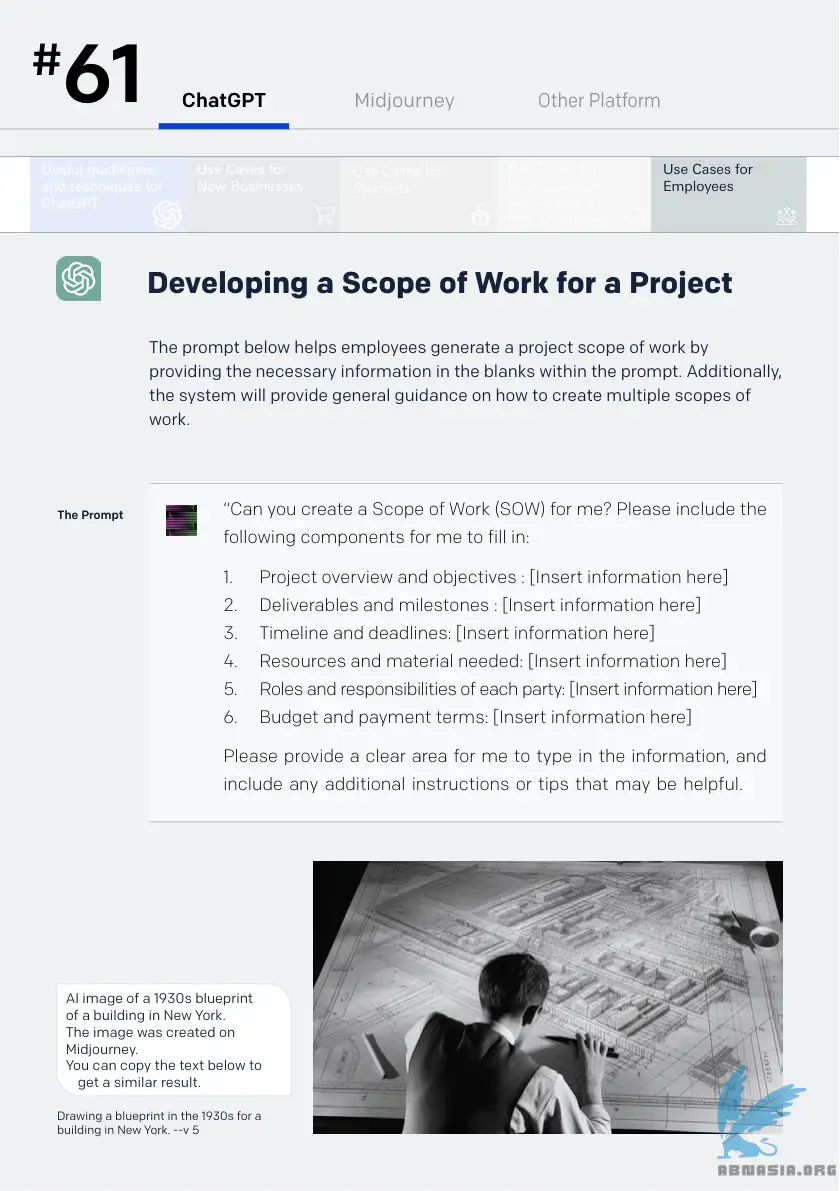 #61
ChatGPT
Midjourney
Other Platform
Useful guidelines
and techniques for
ChatGPT
Use Cases for
New Businesses
Use Cases for
Students
Use Cases for
Employees
Developing a Scope of Work for a Project
The prompt below helps employees generate a project scope of work by
providing the necessary information in the blanks within the prompt. Additionally,
the system will provide general guidance on how to create multiple scopes of
work.
The Prompt
“Can you create a Scope of Work (SOW) for me? Please include the
following components for me to fill in:
1. Project overview and objectives : [Insert information here]
2. Deliverables and milestones : [Insert information here]
3. Timeline and deadlines: [Insert information here]
4. Resources and material needed: [Insert information here]
5. Roles and responsibilities of each party: [Insert information here]
6. Budget and payment terms: [Insert information here]
Please provide a clear area for me to type in the information, and
include any additional instructions or tips that may be helpful.
AI image of a 1930s blueprint
of a building in New York.
The image was created on
Midjourney.
You can copy the text below to
get a similar result.
Drawing a blueprint in the 1930s for a
building in New York. --v 5
ABNASIA.ORG